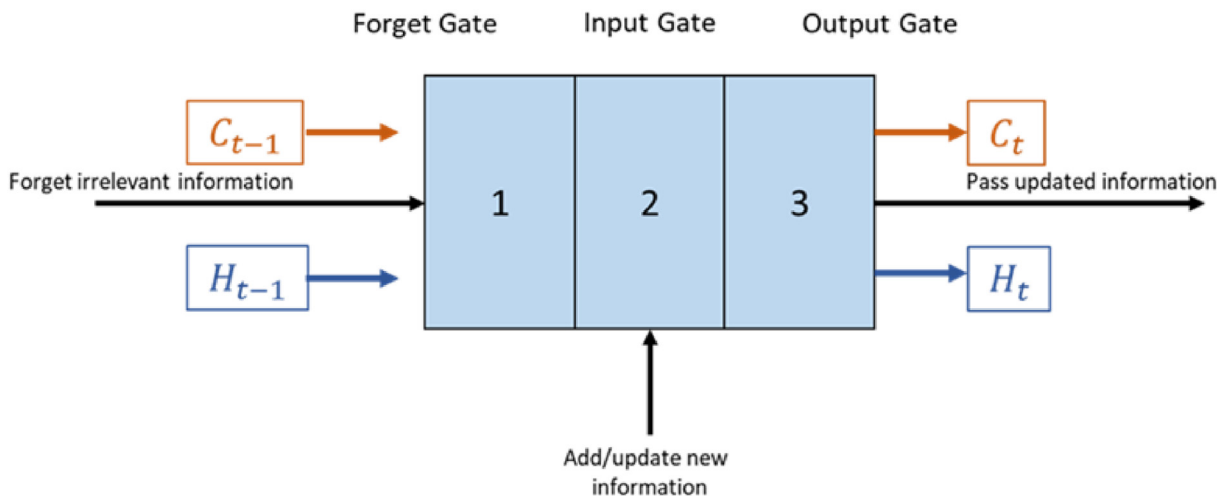 Forget Gate Input Gate Output Gate
C_{t-1} C_t
Forget irrelevant information Pass updated information
1 2 3
H_{t-1} H_t
Add/update new
information